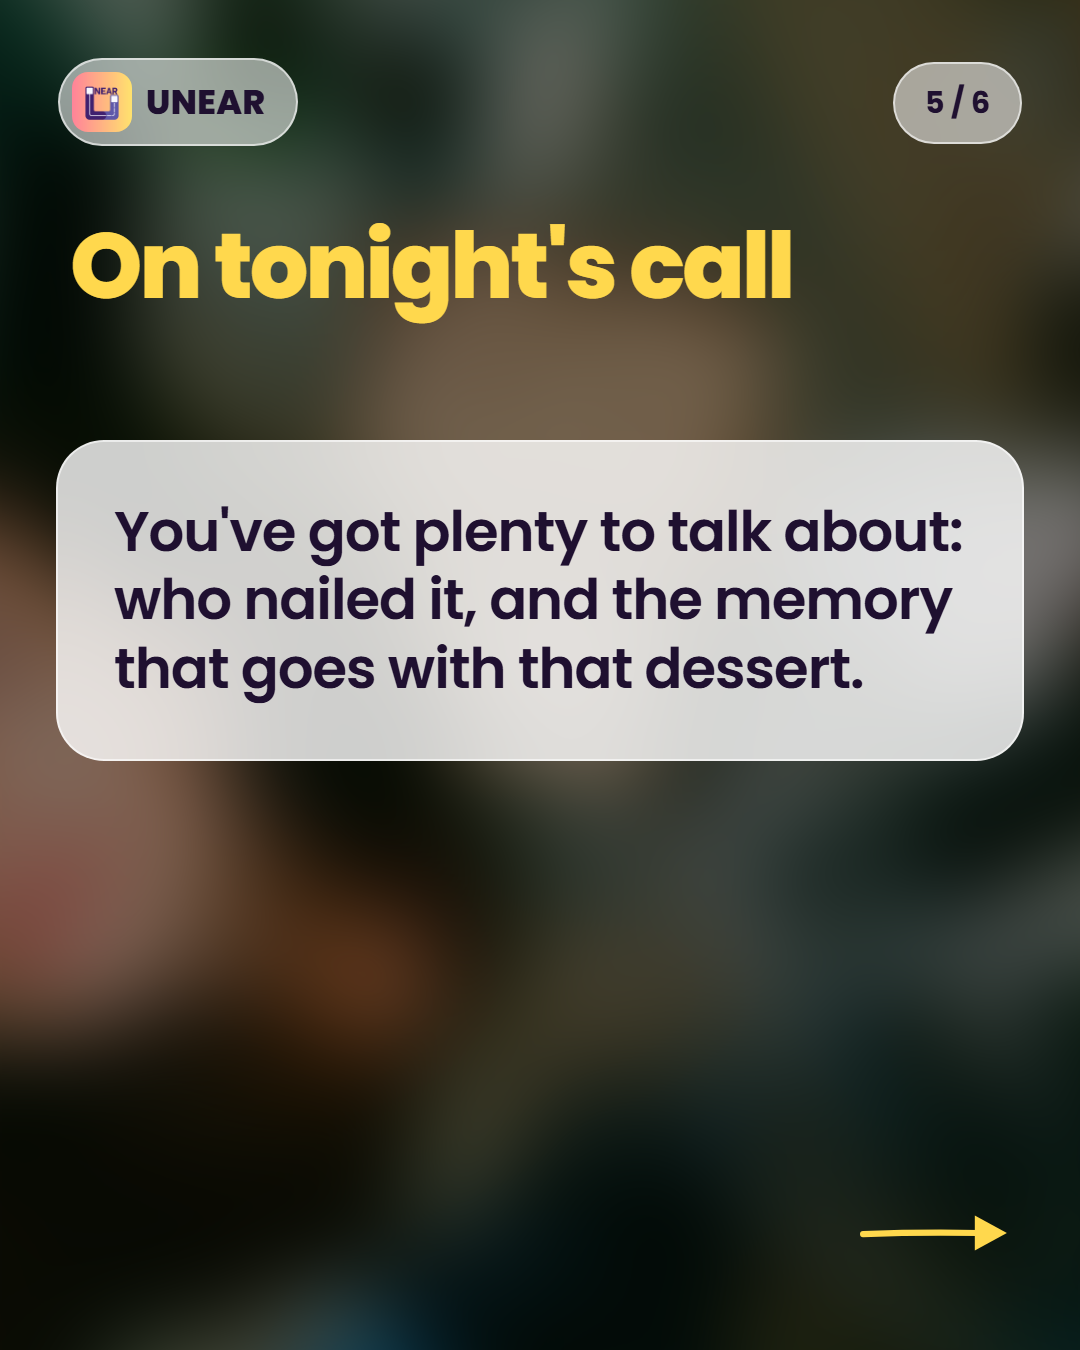 UNEAR
UNEAR
5 / 6
On tonight's call
You've got plenty to talk about:
who nailed it, and the memory
that goes with that dessert.